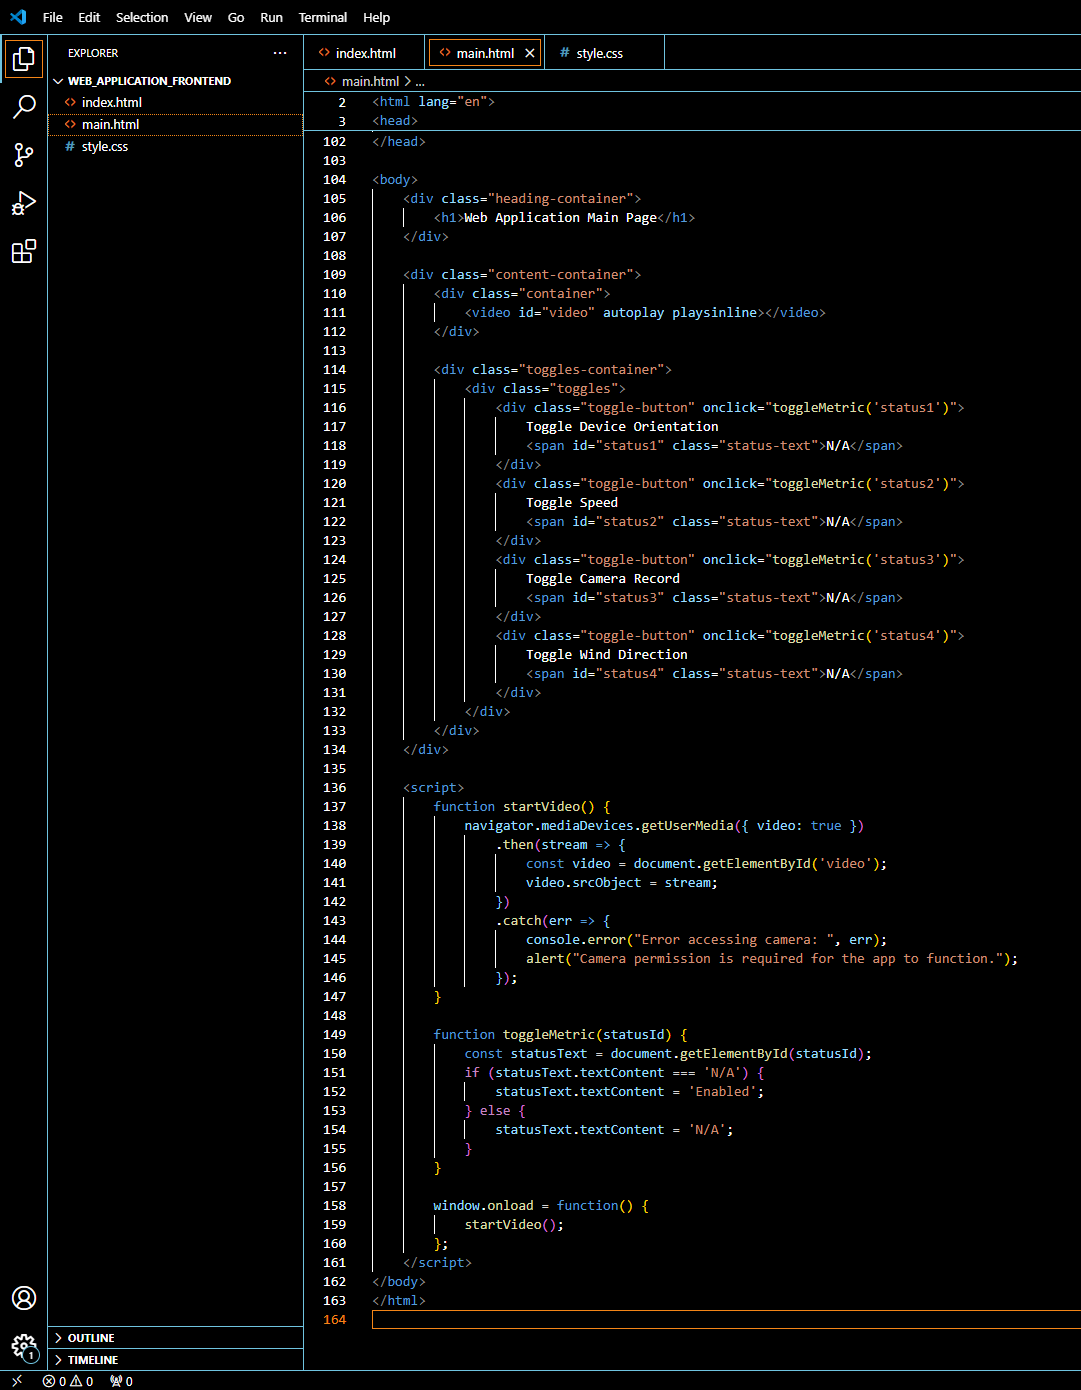 File Edit Selection View Go Run Terminal Help
EXPLORER ...
WEB_APPLICATION_FRONTEND
<> index.html
<> main.html
# style.css
OUTLINE
TIMELINE
<> index.html <> main.html × # style.css
<> main.html > ...
2 <html lang="en">
3 <head>
102 </head>
103
104 <body>
105     <div class="heading-container">
106         <h1>Web Application Main Page</h1>
107     </div>
108
109     <div class="content-container">
110         <div class="container">
111             <video id="video" autoplay playsinline></video>
112         </div>
113
114         <div class="toggles-container">
115             <div class="toggles">
116                 <div class="toggle-button" onclick="toggleMetric('status1')">
117                     Toggle Device Orientation
118                     <span id="status1" class="status-text">N/A</span>
119                 </div>
120                 <div class="toggle-button" onclick="toggleMetric('status2')">
121                     Toggle Speed
122                     <span id="status2" class="status-text">N/A</span>
123                 </div>
124                 <div class="toggle-button" onclick="toggleMetric('status3')">
125                     Toggle Camera Record
126                     <span id="status3" class="status-text">N/A</span>
127                 </div>
128                 <div class="toggle-button" onclick="toggleMetric('status4')">
129                     Toggle Wind Direction
130                     <span id="status4" class="status-text">N/A</span>
131                 </div>
132             </div>
133         </div>
134     </div>
135
136     <script>
137         function startVideo() {
138             navigator.mediaDevices.getUserMedia({ video: true })
139                 .then(stream => {
140                     const video = document.getElementById('video');
141                     video.srcObject = stream;
142                 })
143                 .catch(err => {
144                     console.error("Error accessing camera: ", err);
145                     alert("Camera permission is required for the app to function.");
146                 });
147         }
148
149         function toggleMetric(statusId) {
150             const statusText = document.getElementById(statusId);
151             if (statusText.textContent === 'N/A') {
152                 statusText.textContent = 'Enabled';
153             } else {
154                 statusText.textContent = 'N/A';
155             }
156         }
157
158         window.onload = function() {
159             startVideo();
160         };
161     </script>
162 </body>
163 </html>
164
1
0 0 0